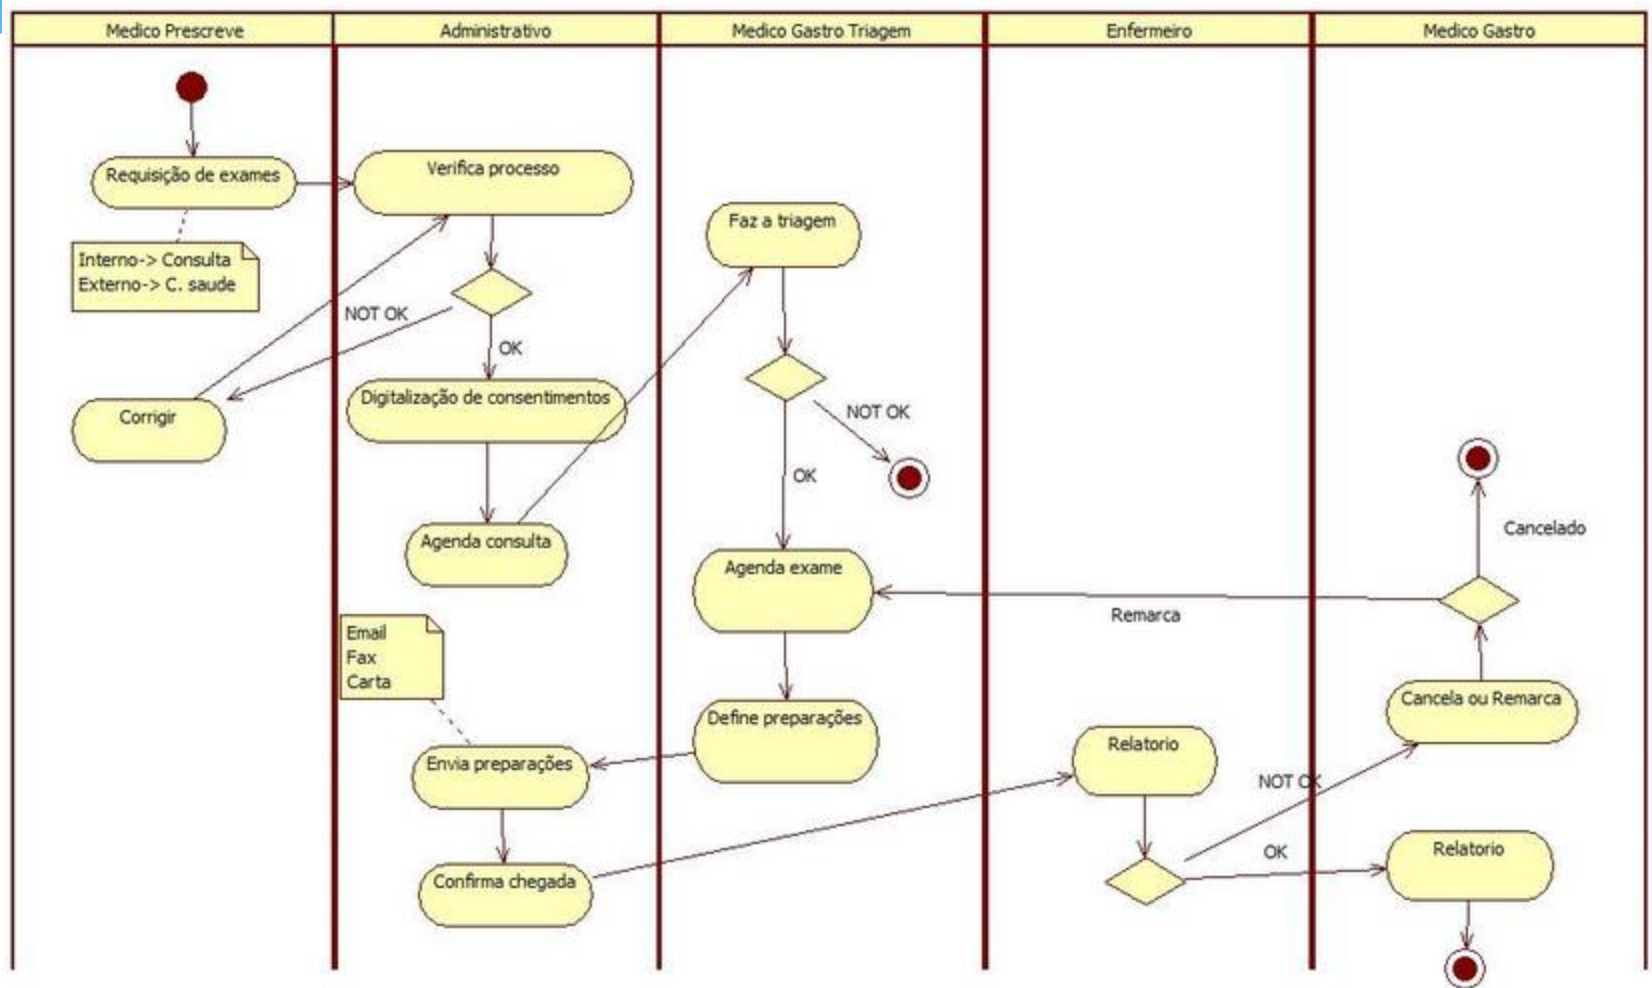 Medico Prescreve
Administrativo
Medico Gastro Triagem
Enfermeiro
Medico Gastro
Requisição de exames
Interno-> Consulta
Externo-> C. saude
Corrigir
Verifica processo
NOT OK
OK
Digitalização de consentimentos
Agenda consulta
Email
Fax
Carta
Envia preparações
Confirma chegada
Faz a triagem
NOT OK
OK
Agenda exame
Define preparações
Remarca
Relatorio
NOT OK
OK
Cancelado
Cancela ou Remarca
Relatorio